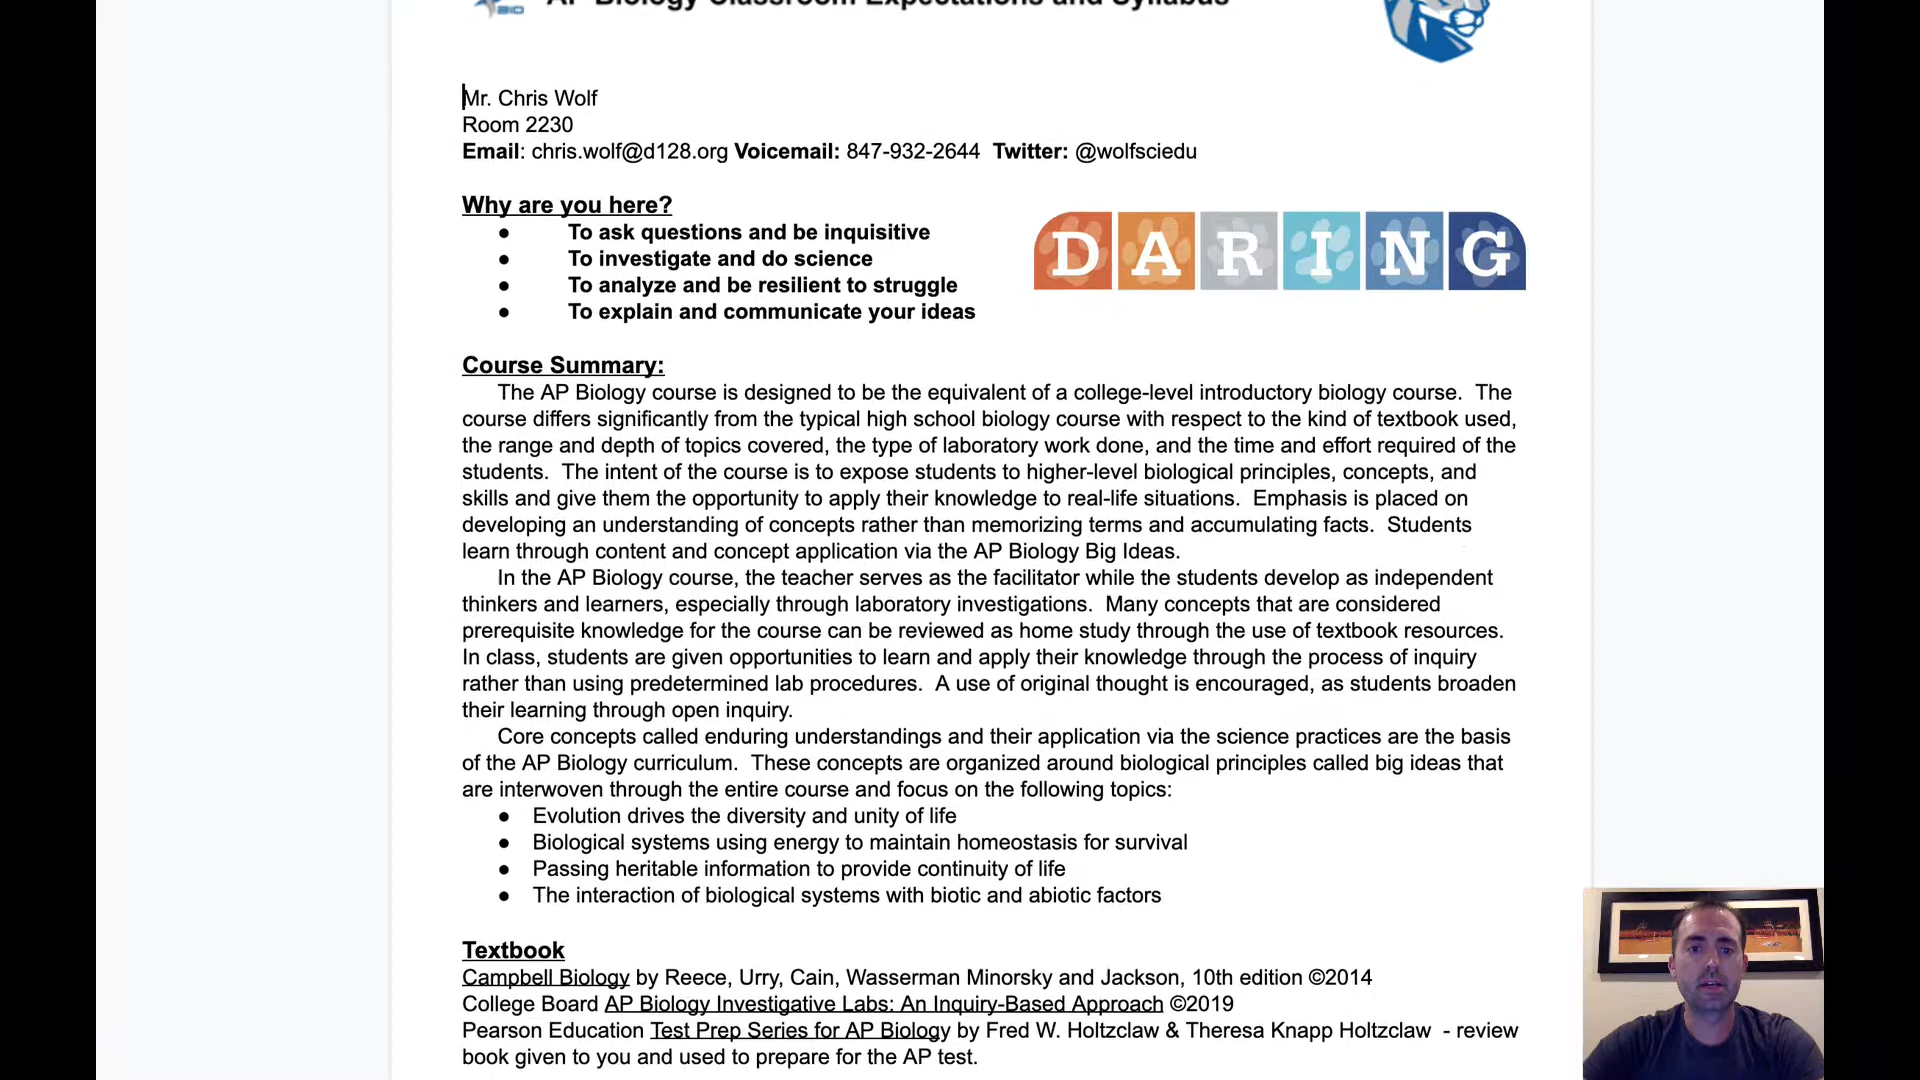 AP Biology Classroom Expectations and Syllabus
BIO
Mr. Chris Wolf
Room 2230
Email: chris.wolf@d128.org Voicemail: 847-932-2644  Twitter: @wolfsciedu
Why are you here?
● To ask questions and be inquisitive
● To investigate and do science
● To analyze and be resilient to struggle
● To explain and communicate your ideas
DARING
Course Summary:
The AP Biology course is designed to be the equivalent of a college-level introductory biology course.  The
course differs significantly from the typical high school biology course with respect to the kind of textbook used,
the range and depth of topics covered, the type of laboratory work done, and the time and effort required of the
students.  The intent of the course is to expose students to higher-level biological principles, concepts, and
skills and give them the opportunity to apply their knowledge to real-life situations.  Emphasis is placed on
developing an understanding of concepts rather than memorizing terms and accumulating facts.  Students
learn through content and concept application via the AP Biology Big Ideas.
In the AP Biology course, the teacher serves as the facilitator while the students develop as independent
thinkers and learners, especially through laboratory investigations.  Many concepts that are considered
prerequisite knowledge for the course can be reviewed as home study through the use of textbook resources.
In class, students are given opportunities to learn and apply their knowledge through the process of inquiry
rather than using predetermined lab procedures.  A use of original thought is encouraged, as students broaden
their learning through open inquiry.
Core concepts called enduring understandings and their application via the science practices are the basis
of the AP Biology curriculum.  These concepts are organized around biological principles called big ideas that
are interwoven through the entire course and focus on the following topics:
● Evolution drives the diversity and unity of life
● Biological systems using energy to maintain homeostasis for survival
● Passing heritable information to provide continuity of life
● The interaction of biological systems with biotic and abiotic factors
Textbook
Campbell Biology by Reece, Urry, Cain, Wasserman Minorsky and Jackson, 10th edition ©2014
College Board AP Biology Investigative Labs: An Inquiry-Based Approach ©2019
Pearson Education Test Prep Series for AP Biology by Fred W. Holtzclaw & Theresa Knapp Holtzclaw  - review
book given to you and used to prepare for the AP test.